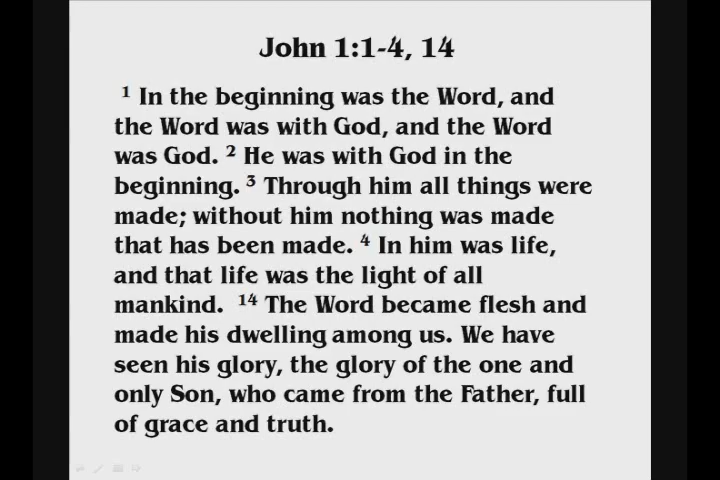 John 1:1-4, 14
1 In the beginning was the Word, and
the Word was with God, and the Word
was God. 2 He was with God in the
beginning. 3 Through him all things were
made; without him nothing was made
that has been made. 4 In him was life,
and that life was the light of all
mankind. 14 The Word became flesh and
made his dwelling among us. We have
seen his glory, the glory of the one and
only Son, who came from the Father, full
of grace and truth.